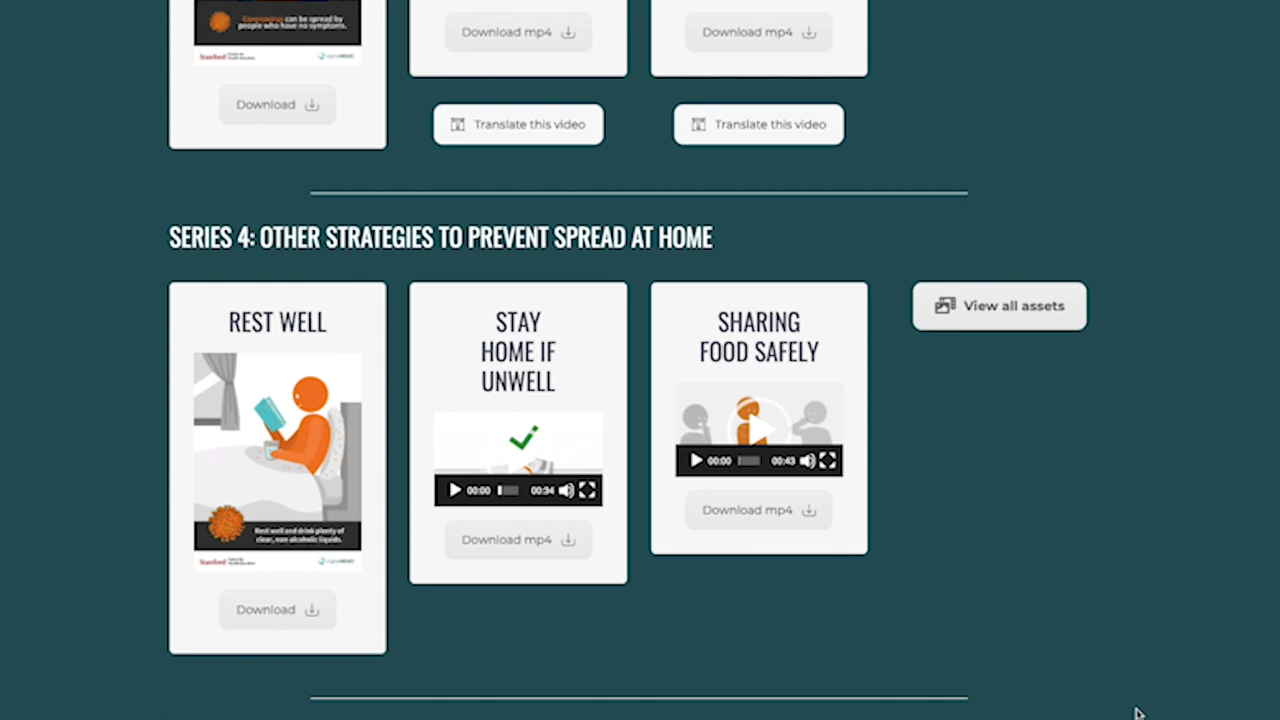 Coronavirus can be spread by
people who have no symptoms.
Stanford
Download
Download mp4
Download mp4
Translate this video
Translate this video
SERIES 4: OTHER STRATEGIES TO PREVENT SPREAD AT HOME
REST WELL
Rest well and drink plenty of
clear, non alcoholic liquids.
Stanford
Download
STAY
HOME IF
UNWELL
00:00 00:34
Download mp4
SHARING
FOOD SAFELY
00:00 00:43
Download mp4
View all assets